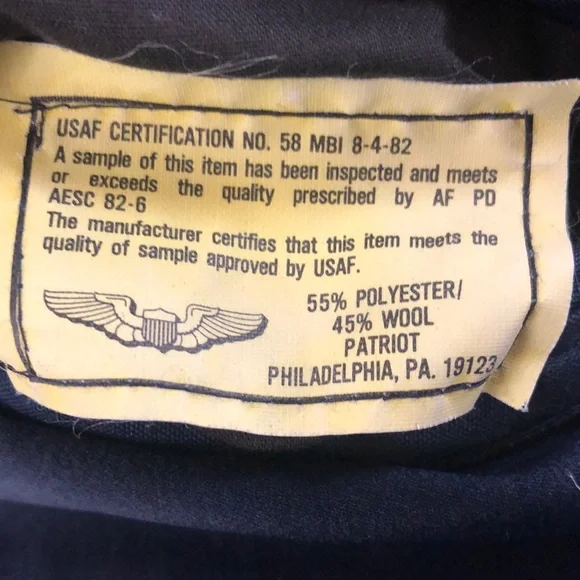 USAF CERTIFICATION NO. 58 MBI 8-4-82
A sample of this item has been inspected and meets
or exceeds the quality prescribed by AF PD
AESC 82-6
The manufacturer certifies that this item meets the
quality of sample approved by USAF.
55% POLYESTER/
45% WOOL
PATRIOT
PHILADELPHIA, PA. 19123